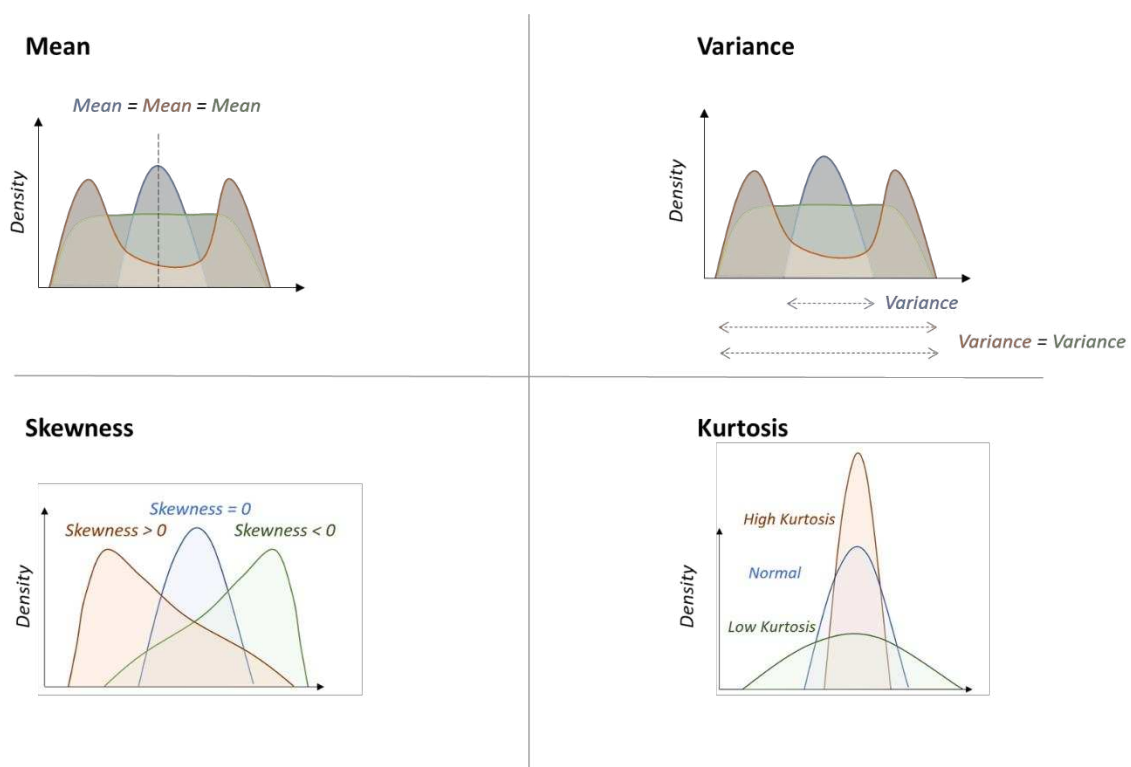 Mean
Mean = Mean = Mean
Density
Variance
Density
Variance
Variance = Variance
Skewness
Skewness = 0
Skewness > 0
Skewness < 0
Density
Kurtosis
High Kurtosis
Normal
Low Kurtosis
Density